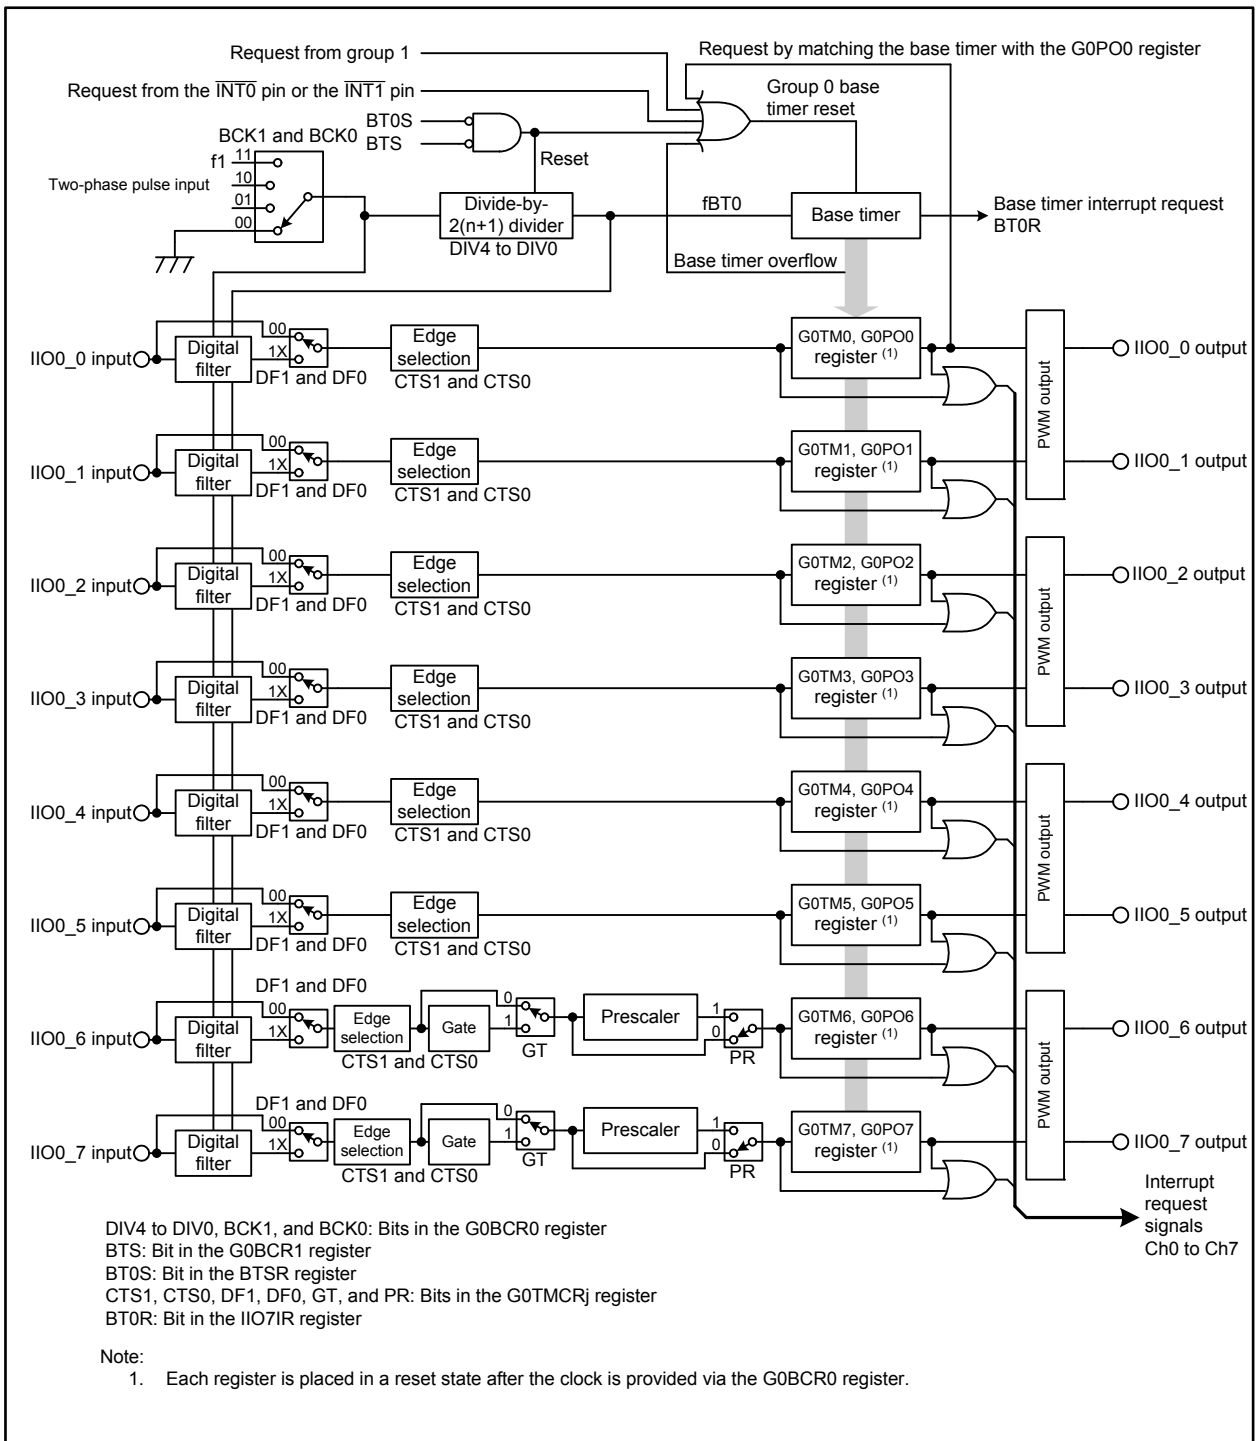 Request from group 1
Request by matching the base timer with the G0PO0 register
Request from the INT0 pin or the INT1 pin
Group 0 base
timer reset
BT0S
BTS
BCK1 and BCK0
Reset
f1
11
Two-phase pulse input
10
01
00
Divide-by-
2(n+1) divider
DIV4 to DIV0
fBT0
Base timer
Base timer interrupt request
BT0R
Base timer overflow
IIO0_0 input
Digital
filter
00
1X
DF1 and DF0
Edge
selection
CTS1 and CTS0
G0TM0, G0PO0
register (1)
PWM output
IIO0_0 output
IIO0_1 input
Digital
filter
00
1X
DF1 and DF0
Edge
selection
CTS1 and CTS0
G0TM1, G0PO1
register (1)
IIO0_1 output
IIO0_2 input
Digital
filter
00
1X
DF1 and DF0
Edge
selection
CTS1 and CTS0
G0TM2, G0PO2
register (1)
PWM output
IIO0_2 output
IIO0_3 input
Digital
filter
00
1X
DF1 and DF0
Edge
selection
CTS1 and CTS0
G0TM3, G0PO3
register (1)
IIO0_3 output
IIO0_4 input
Digital
filter
00
1X
DF1 and DF0
Edge
selection
CTS1 and CTS0
G0TM4, G0PO4
register (1)
PWM output
IIO0_4 output
IIO0_5 input
Digital
filter
00
1X
DF1 and DF0
Edge
selection
CTS1 and CTS0
G0TM5, G0PO5
register (1)
IIO0_5 output
DF1 and DF0
IIO0_6 input
Digital
filter
00
1X
Edge
selection
CTS1 and CTS0
Gate
0
1
GT
Prescaler
1
0
PR
G0TM6, G0PO6
register (1)
PWM output
IIO0_6 output
DF1 and DF0
IIO0_7 input
Digital
filter
00
1X
Edge
selection
CTS1 and CTS0
Gate
0
1
GT
Prescaler
1
0
PR
G0TM7, G0PO7
register (1)
IIO0_7 output
Interrupt
request
signals
Ch0 to Ch7
DIV4 to DIV0, BCK1, and BCK0: Bits in the G0BCR0 register
BTS: Bit in the G0BCR1 register
BT0S: Bit in the BTSR register
CTS1, CTS0, DF1, DF0, GT, and PR: Bits in the G0TMCRj register
BT0R: Bit in the IIO7IR register
Note:
1. Each register is placed in a reset state after the clock is provided via the G0BCR0 register.